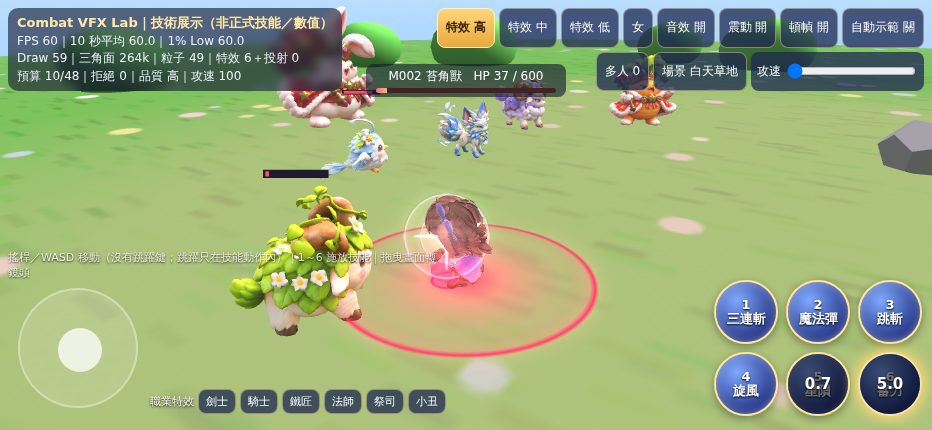 Combat VFX Lab｜技術展示（非正式技能／數值）
FPS 60｜10 秒平均 60.0｜1% Low 60.0
Draw 59｜三角面 264k｜粒子 49｜特效 6＋投射 0
預算 10/48｜拒絕 0｜品質 高｜攻速 100
特效 高
特效 中
特效 低
女
音效 開
震動 開
頓幀 開
自動示範 關
多人 0
場景 白天草地
攻速
M002 苔角獸 HP 37 / 600
搖桿／WASD 移動（沒有跳躍鍵；跳躍只在技能動作內）｜1～6 施放技能｜拖曳畫面轉
鏡頭
1
三連斬
2
魔法彈
3
跳斬
4
旋風
0.7
5.0
職業特效
劍士
騎士
鐵匠
法師
祭司
小丑